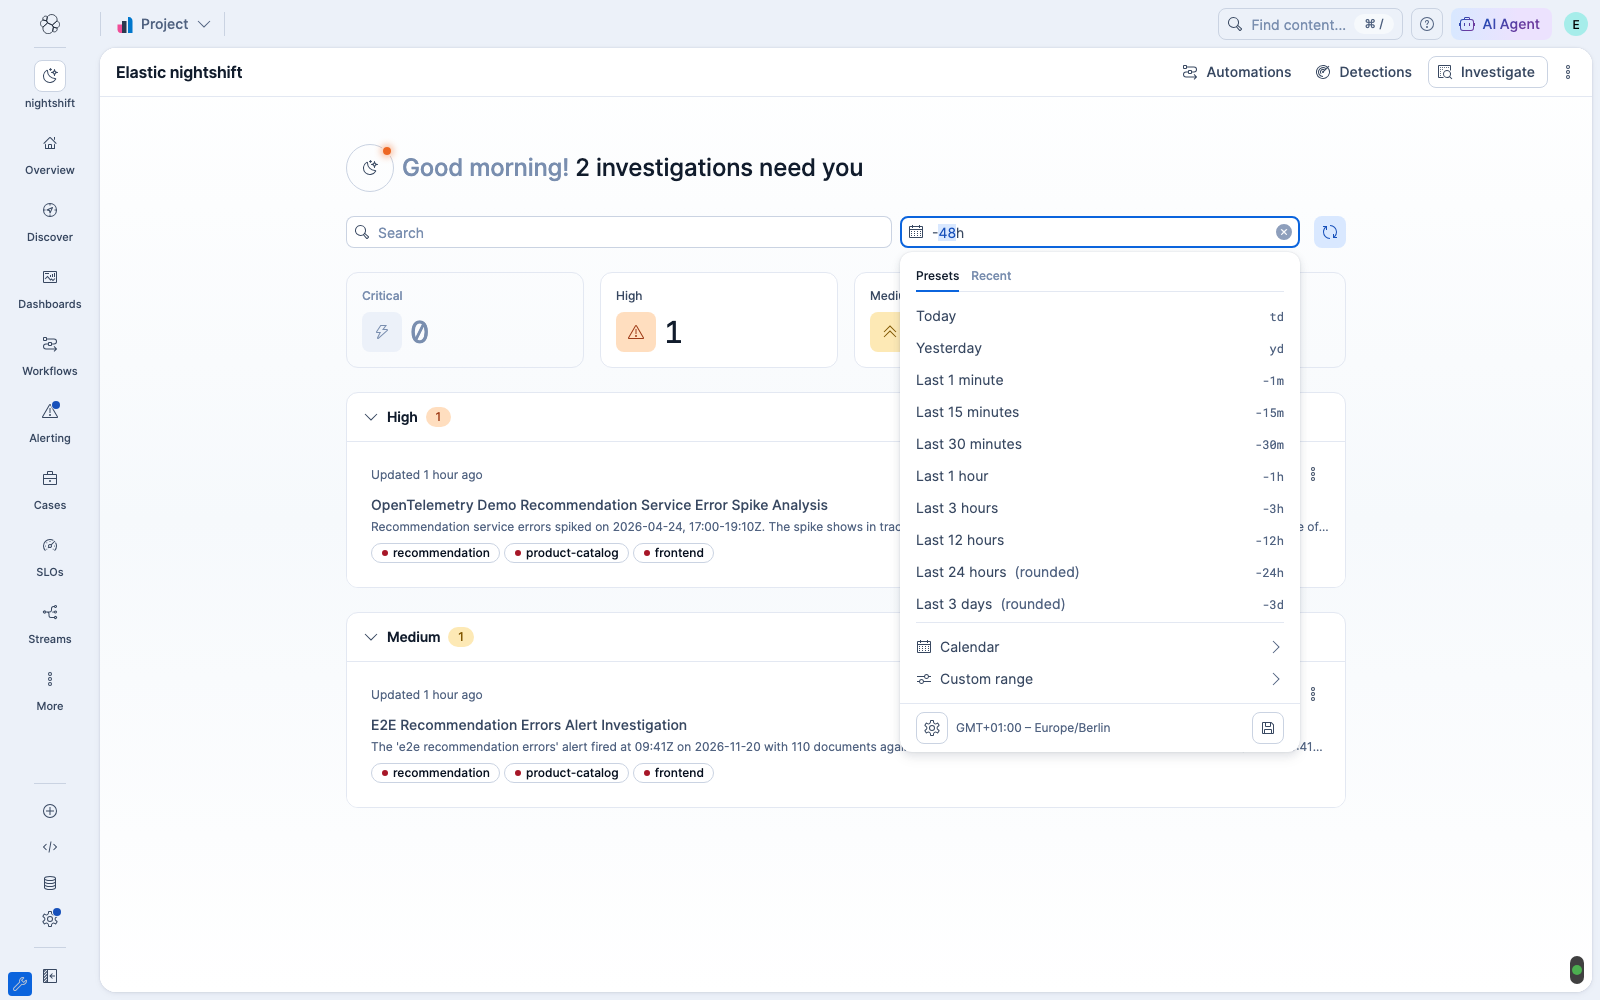 Project
Find content...
⌘ /
AI Agent
E
nightshift
Overview
Discover
Dashboards
Workflows
Alerting
Cases
SLOs
Streams
More
Elastic nightshift
Automations
Detections
Investigate
Good morning! 2 investigations need you
Search
-48h
Critical
0
High
1
Presets
Recent
Today td
Yesterday yd
Last 1 minute -1m
Last 15 minutes -15m
Last 30 minutes -30m
Last 1 hour -1h
Last 3 hours -3h
Last 12 hours -12h
Last 24 hours (rounded) -24h
Last 3 days (rounded) -3d
Calendar
Custom range
GMT+01:00 – Europe/Berlin
High 1
Updated 1 hour ago
OpenTelemetry Demo Recommendation Service Error Spike Analysis
Recommendation service errors spiked on 2026-04-24, 17:00-19:10Z. The spike shows in
recommendation product-catalog frontend
Medium 1
Updated 1 hour ago
E2E Recommendation Errors Alert Investigation
The 'e2e recommendation errors' alert fired at 09:41Z on 2026-11-20 with 110 documents
recommendation product-catalog frontend